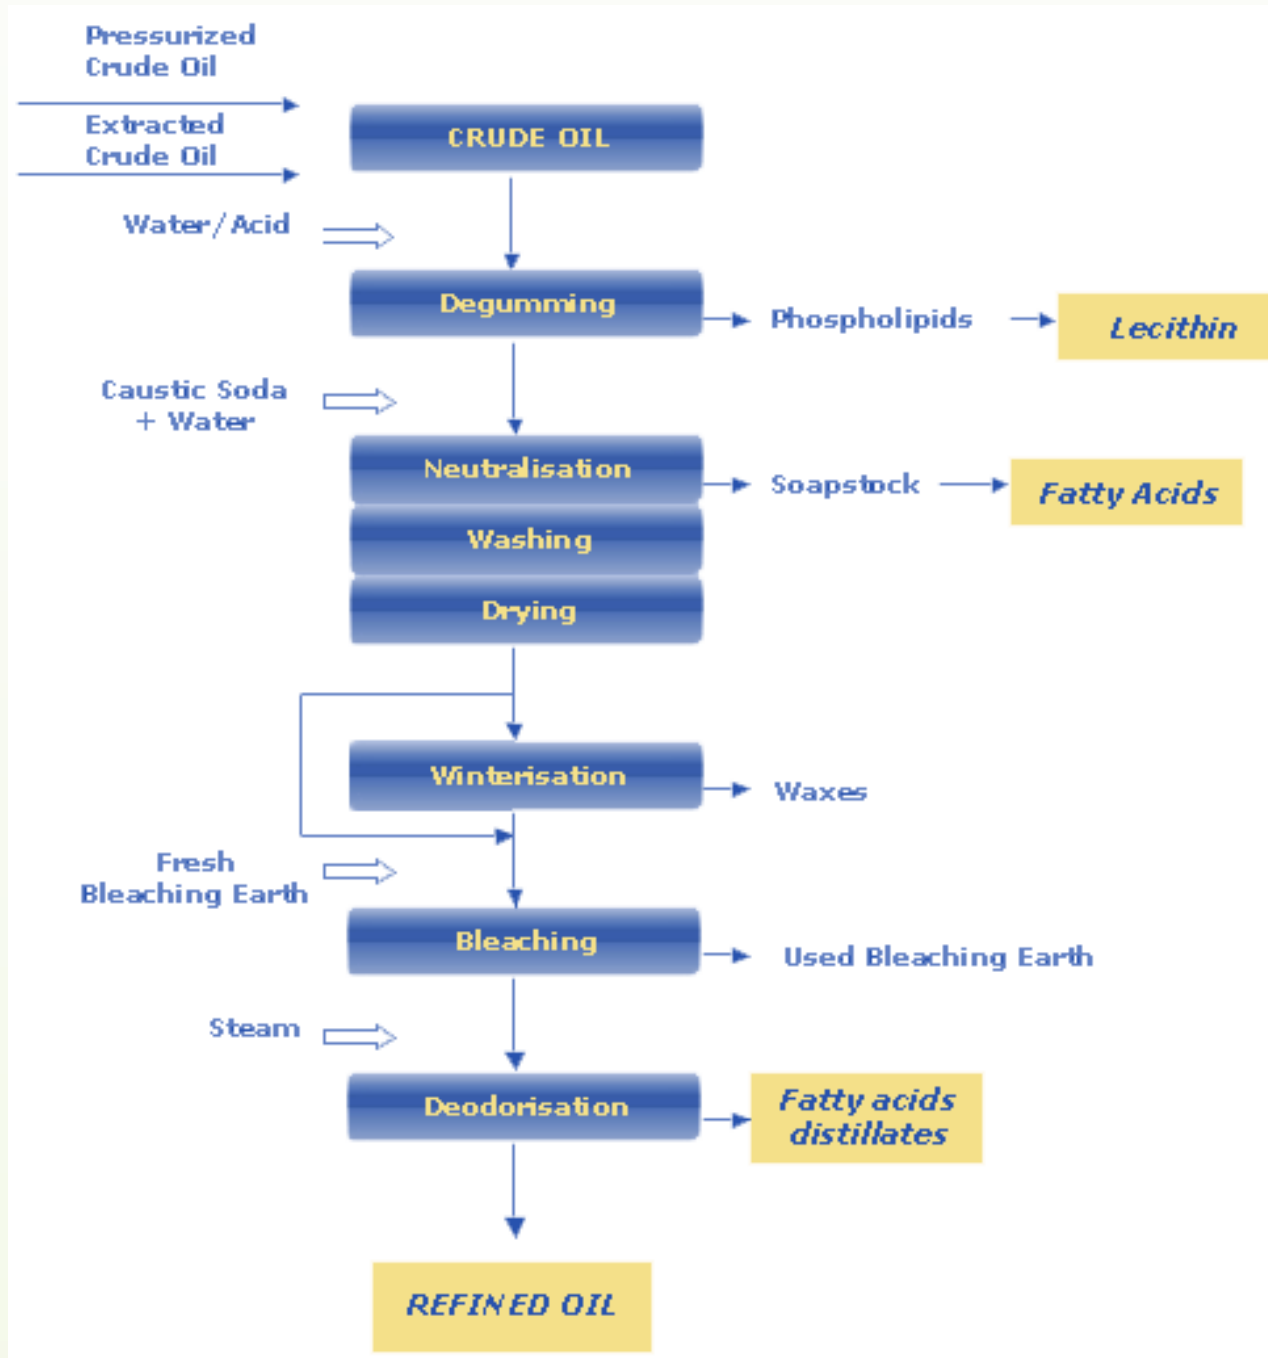 Pressurized
Crude Oil
Extracted
Crude Oil
CRUDE OIL
Water/Acid
Degumming
Phospholipids
Lecithin
Caustic Soda
+ Water
Neutralisation
Soapstock
Fatty Acids
Washing
Drying
Winterisation
Waxes
Fresh
Bleaching Earth
Bleaching
Used Bleaching Earth
Steam
Deodorisation
Fatty acids
distillates
REFINED OIL